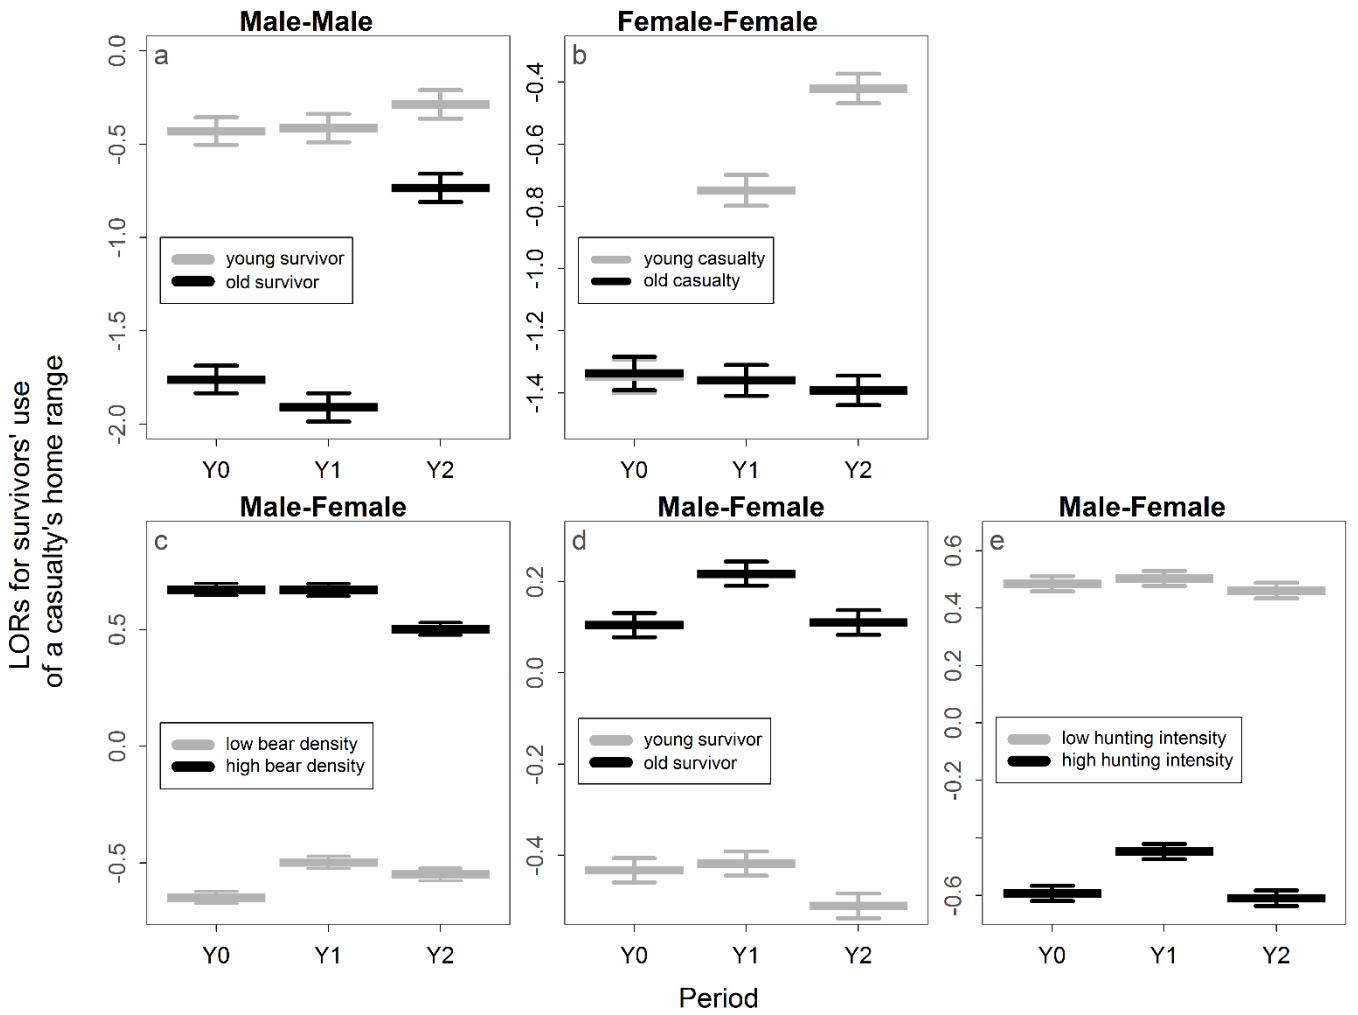 Male-Male
a
0.0
-0.5
-1.0
-1.5
-2.0
young survivor
old survivor
Y0 Y1 Y2
Female-Female
b
-0.4
-0.6
-0.8
-1.0
-1.2
-1.4
young casualty
old casualty
Y0 Y1 Y2
LORs for survivors' use
of a casualty's home range
Male-Female
c
0.5
0.0
-0.5
low bear density
high bear density
Y0 Y1 Y2
Male-Female
d
0.2
0.0
-0.2
-0.4
young survivor
old survivor
Y0 Y1 Y2
Male-Female
e
0.6
0.4
0.2
0.0
-0.2
-0.6
low hunting intensity
high hunting intensity
Y0 Y1 Y2
Period